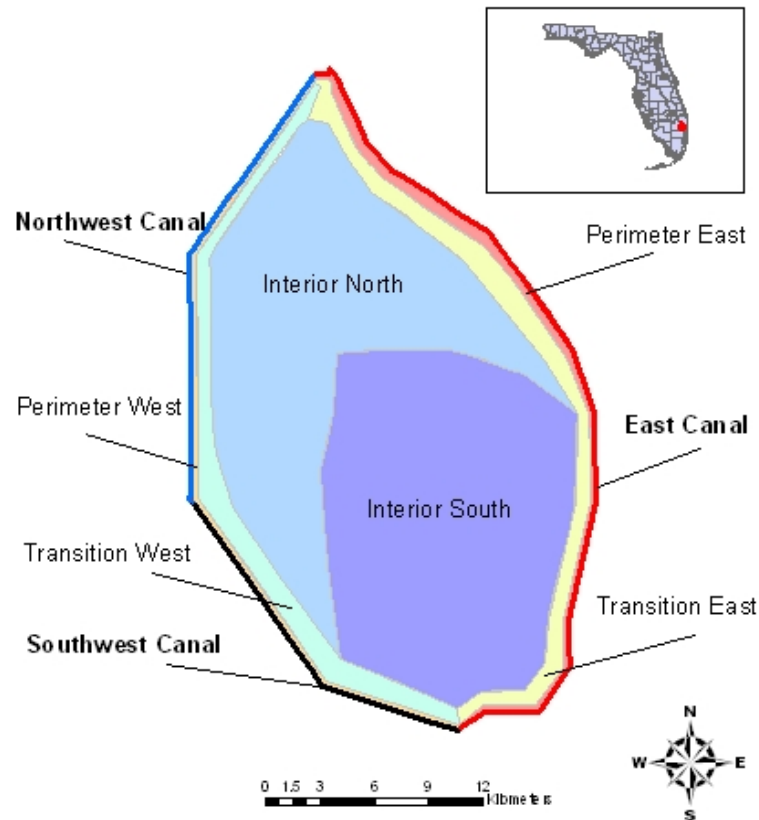 Northwest Canal
Perimeter East
Interior North
Perimeter West
East Canal
Interior South
Transition West
Transition East
Southwest Canal
N
W
E
S
0 1.5 3 6 9 12
Kilometers